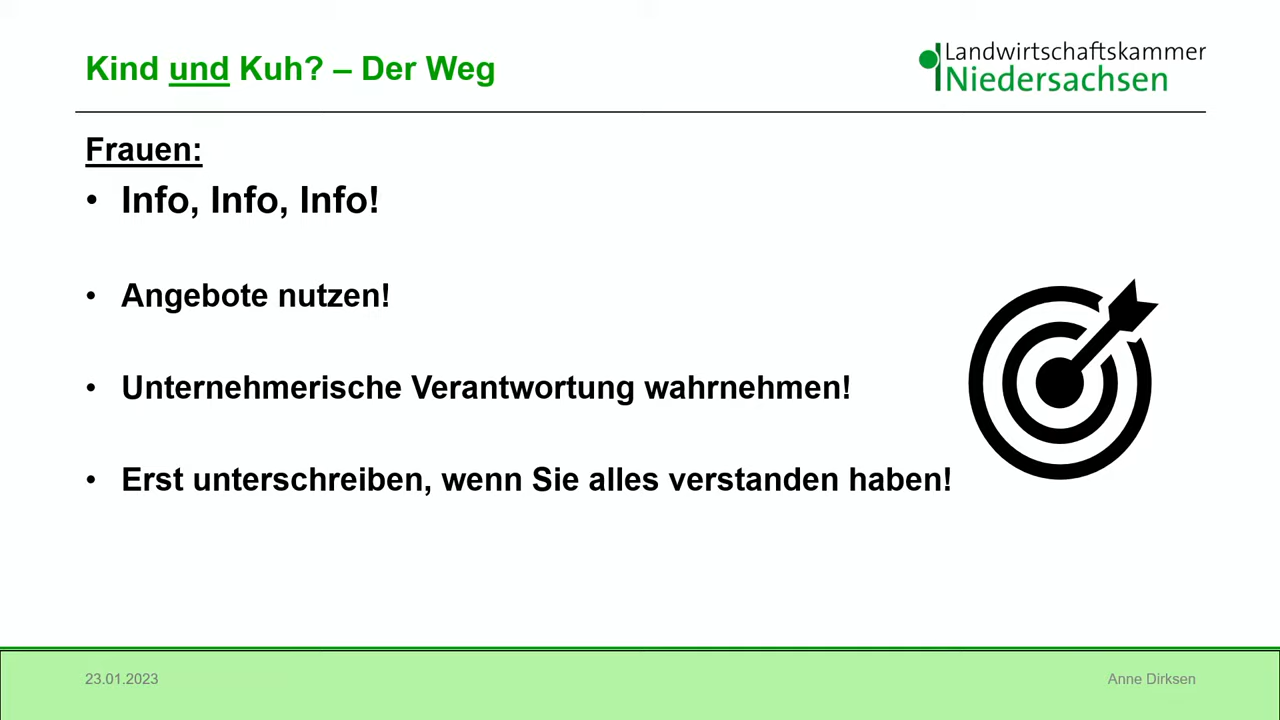 Kind und Kuh? – Der Weg
Landwirtschaftskammer
Niedersachsen
Frauen:
• Info, Info, Info!
• Angebote nutzen!
• Unternehmerische Verantwortung wahrnehmen!
• Erst unterschreiben, wenn Sie alles verstanden haben!
23.01.2023
Anne Dirksen